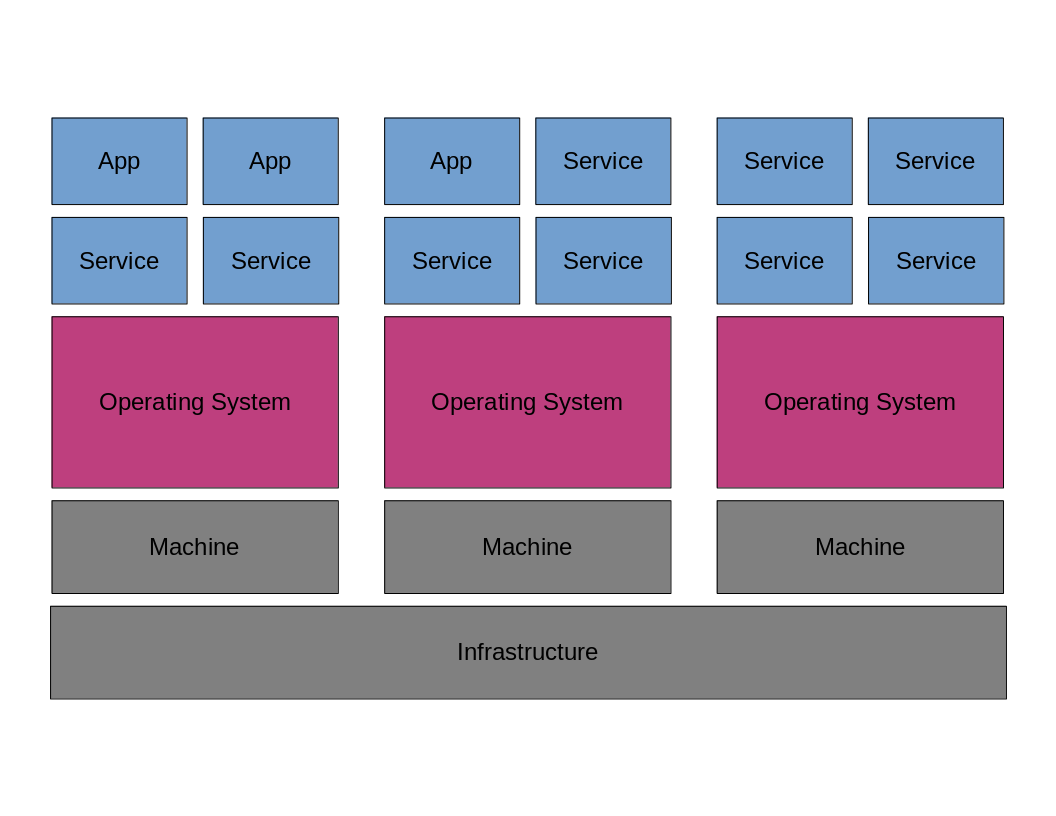 App
App
App
Service
Service
Service
Service
Service
Service
Service
Service
Service
Operating System
Operating System
Operating System
Machine
Machine
Machine
Infrastructure